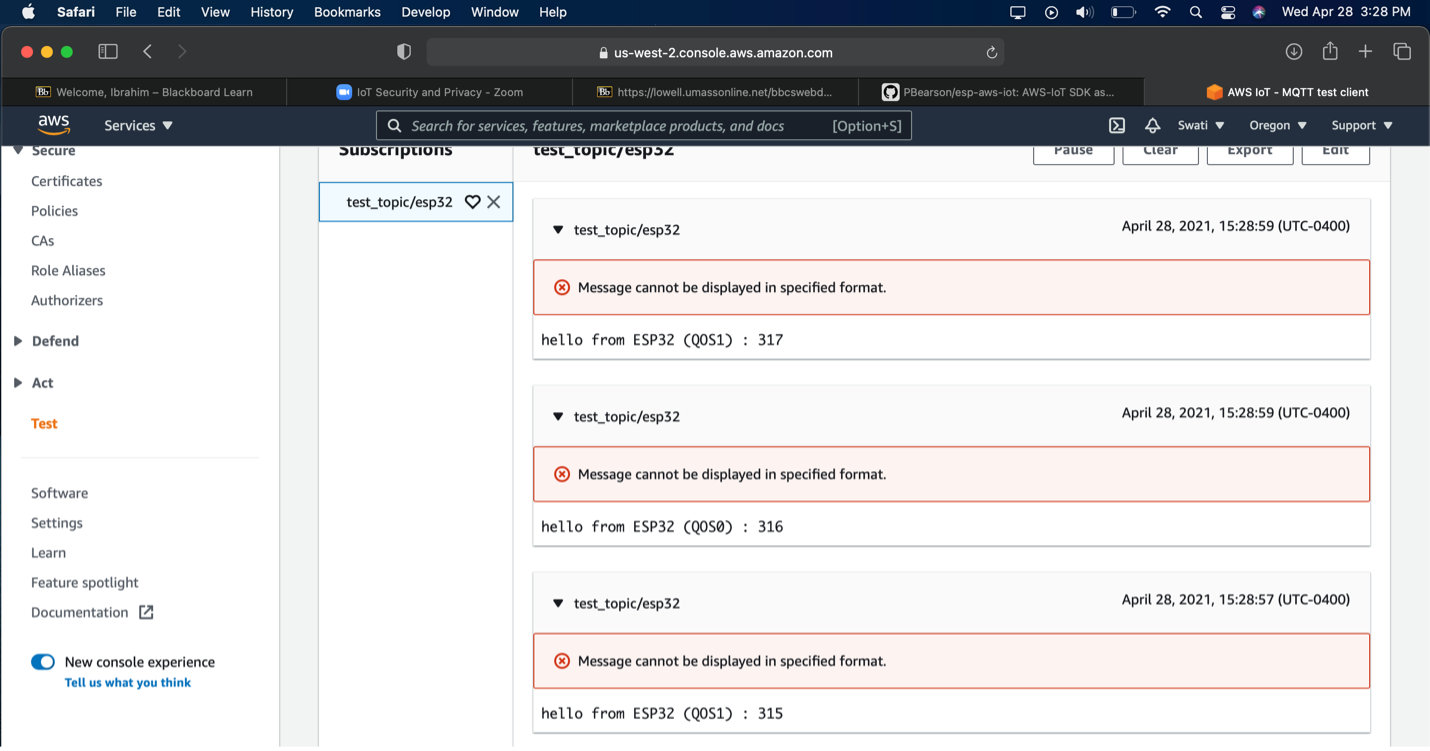 Safari File Edit View History Bookmarks Develop Window Help Wed Apr 28 3:28 PM
us-west-2.console.aws.amazon.com
Bb Welcome, Ibrahim – Blackboard Learn IoT Security and Privacy - Zoom Bb https://lowell.umassonline.net/bbcswebd... PBearson/esp-aws-iot: AWS-IoT SDK as... AWS IoT - MQTT test client
aws Services ▼ Search for services, features, marketplace products, and docs [Option+S] Swati ▼ Oregon ▼ Support ▼
Secure
Certificates
Policies
CAs
Role Aliases
Authorizers
Defend
Act
Test
Software
Settings
Learn
Feature spotlight
Documentation
New console experience
Tell us what you think
Subscriptions
test_topic/esp32
test_topic/esp32 Pause Clear Export Edit
test_topic/esp32 April 28, 2021, 15:28:59 (UTC-0400)
Message cannot be displayed in specified format.
hello from ESP32 (QOS1) : 317
test_topic/esp32 April 28, 2021, 15:28:59 (UTC-0400)
Message cannot be displayed in specified format.
hello from ESP32 (QOS0) : 316
test_topic/esp32 April 28, 2021, 15:28:57 (UTC-0400)
Message cannot be displayed in specified format.
hello from ESP32 (QOS1) : 315